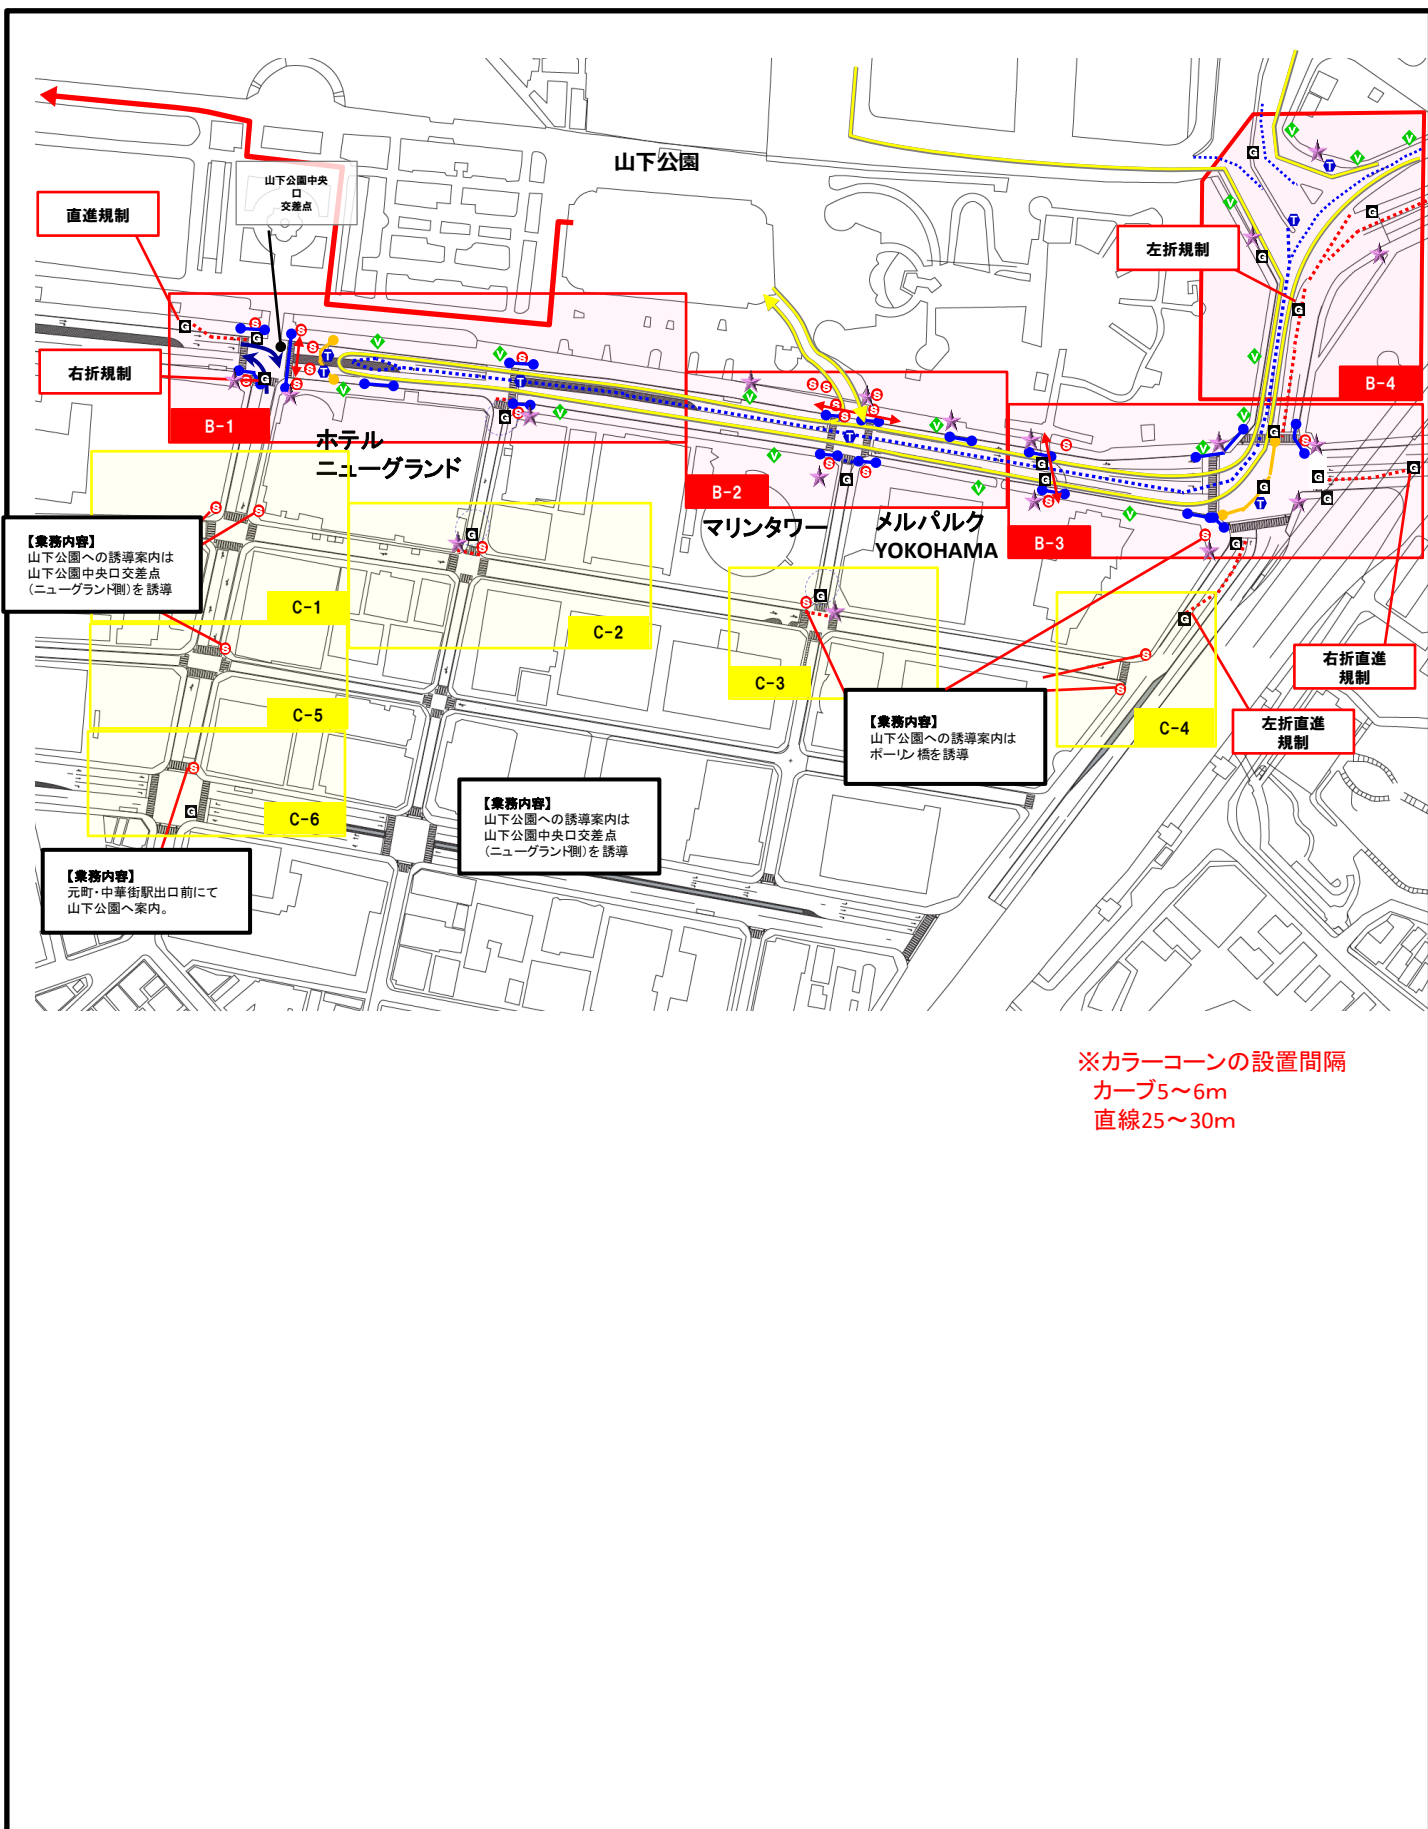 山下公園
山下公園中央
口
交差点
直進規制
左折規制
右折規制
B-1
B-2
B-3
B-4
ホテル
ニューグランド
マリンタワー
メルパルク
YOKOHAMA
【業務内容】
山下公園への誘導案内は
山下公園中央口交差点
(ニューグランド側)を誘導
C-1
C-2
C-3
C-4
C-5
C-6
右折直進
規制
左折直進
規制
【業務内容】
山下公園への誘導案内は
ポーリン橋を誘導
【業務内容】
山下公園への誘導案内は
山下公園中央口交差点
(ニューグランド側)を誘導
【業務内容】
元町・中華街駅出口前にて
山下公園へ案内。
※カラーコーンの設置間隔
カーブ5~6m
直線25~30m